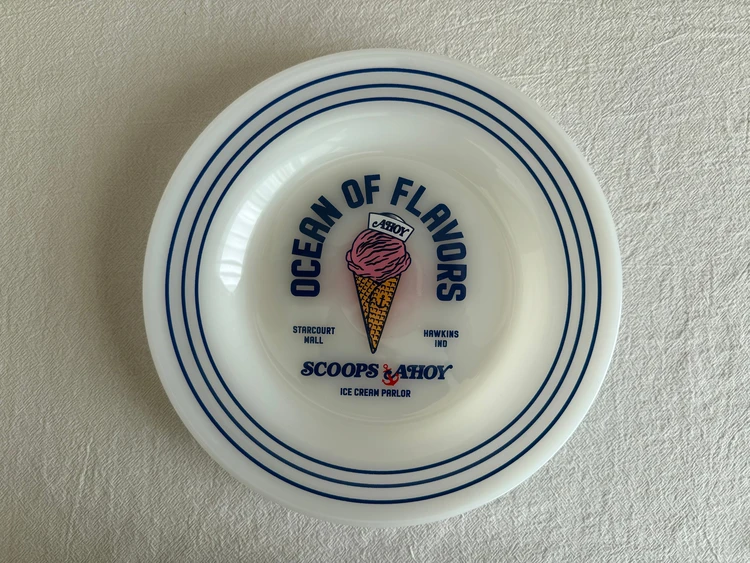 OCEAN OF FLAVORS
AHOY
STARCOURT
MALL
HAWKINS
IND
SCOOPS AHOY
ICE CREAM PARLOR